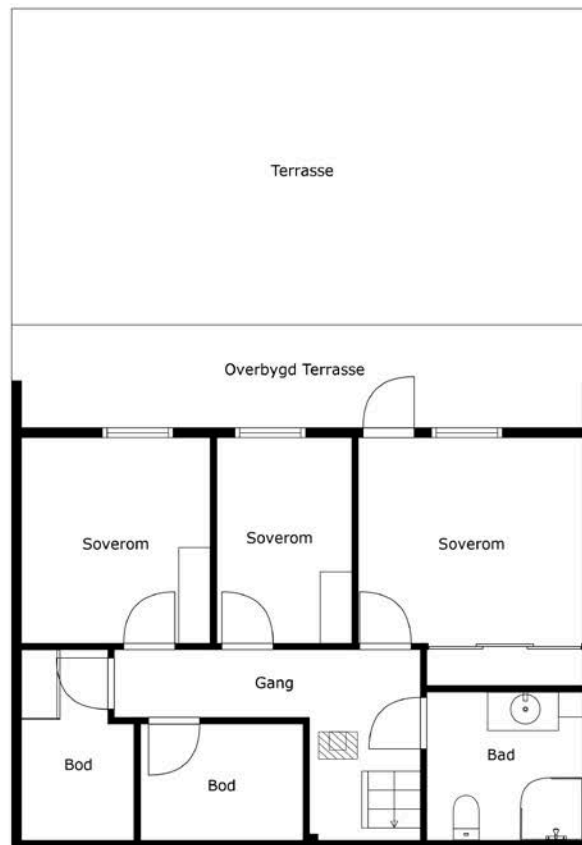 Terrasse
Overbygd Terrasse
Soverom
Soverom
Soverom
Gang
Bad
Bod
Bod